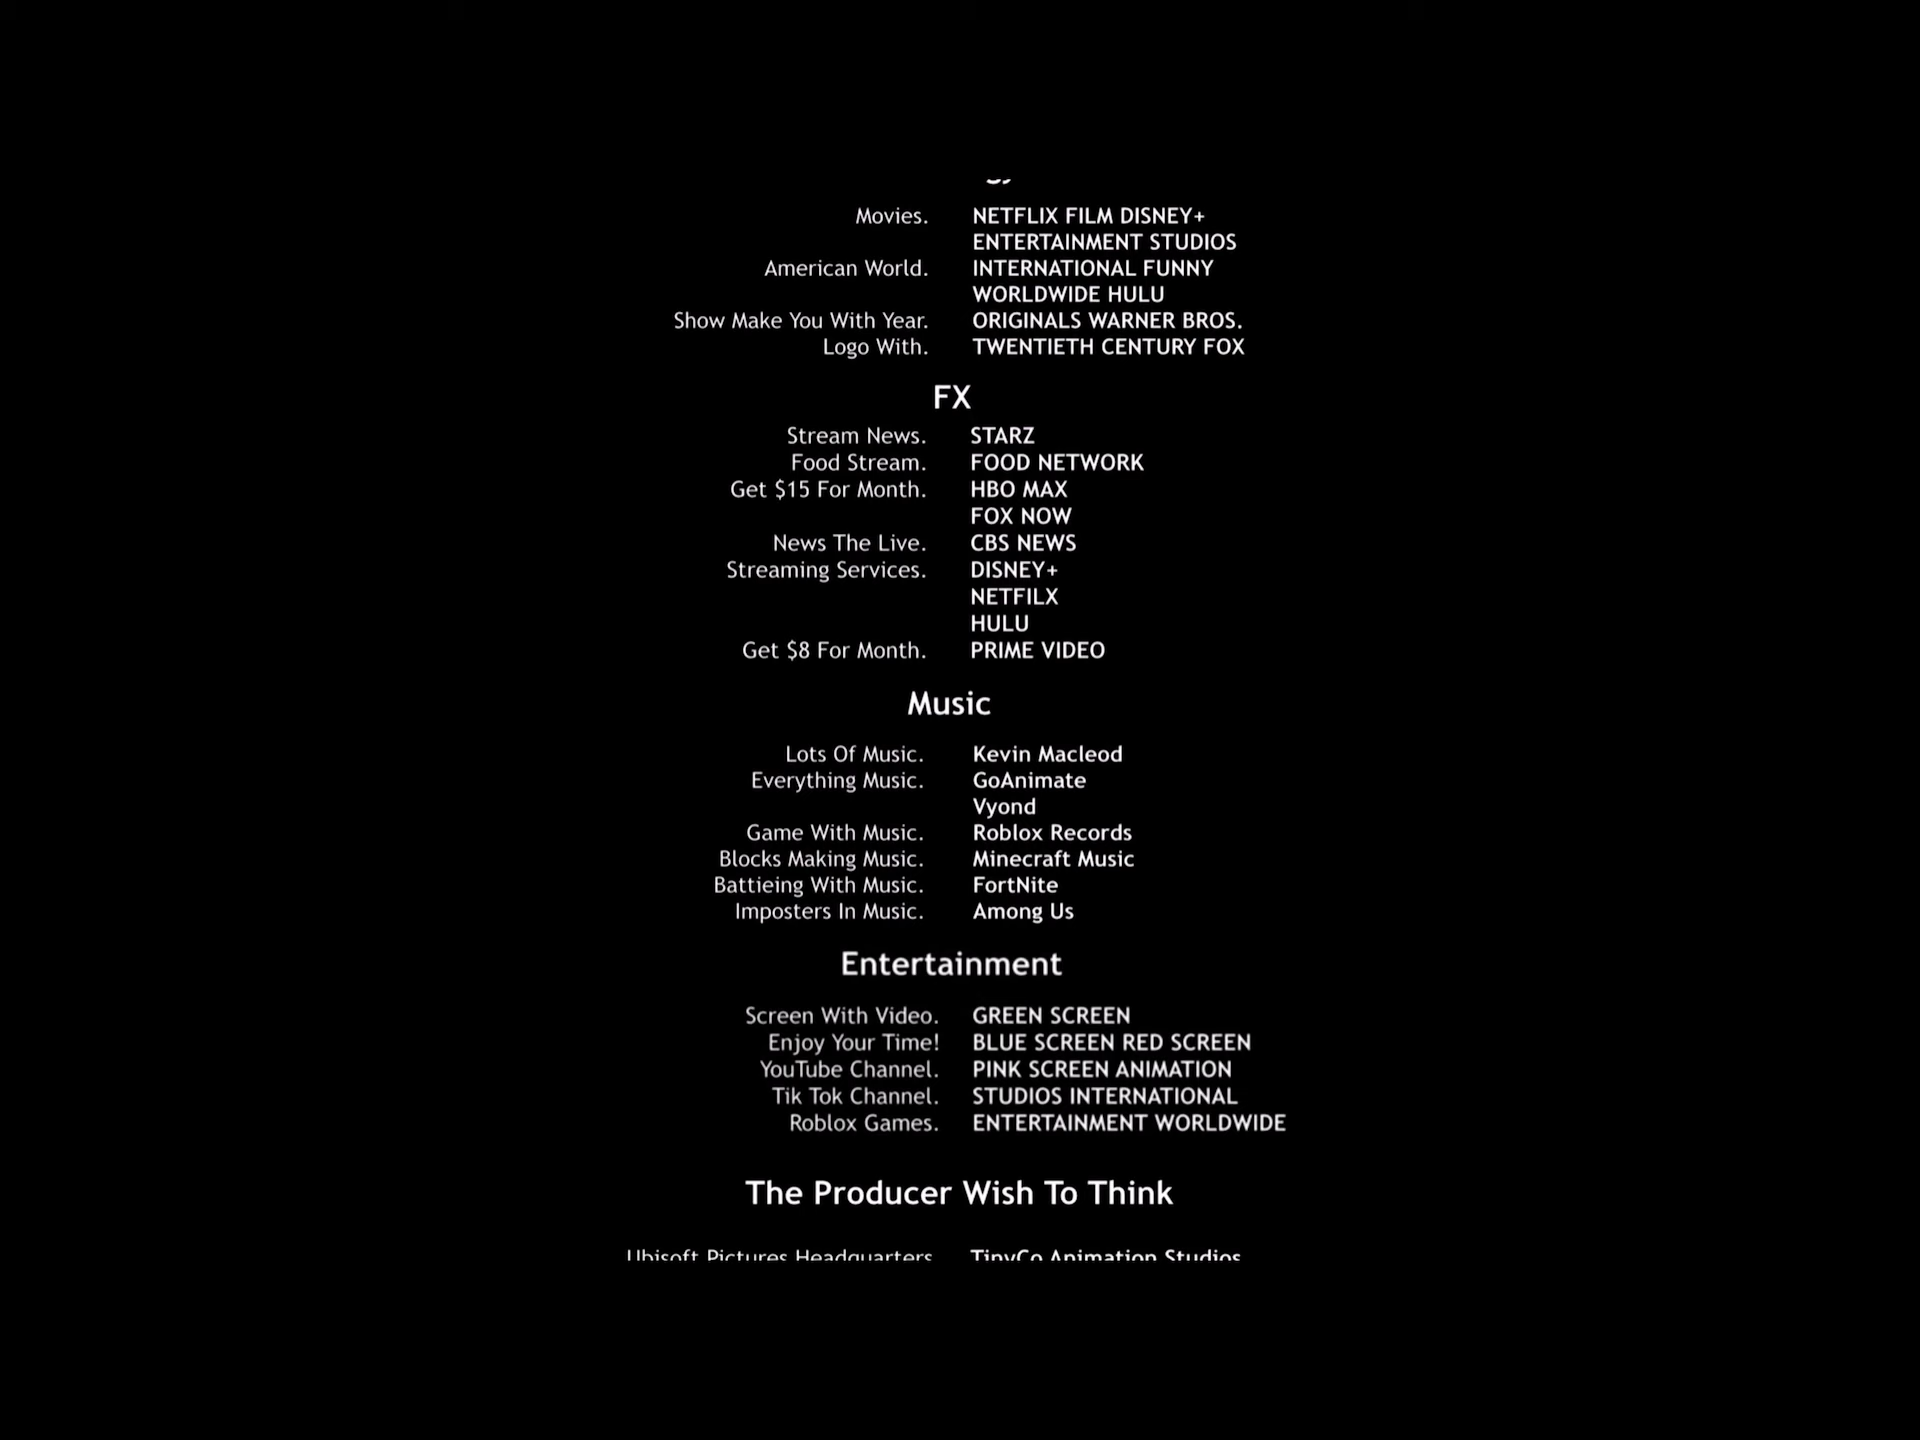 Movies. NETFLIX FILM DISNEY+
ENTERTAINMENT STUDIOS
American World. INTERNATIONAL FUNNY
WORLDWIDE HULU
Show Make You With Year. ORIGINALS WARNER BROS.
Logo With. TWENTIETH CENTURY FOX
FX
Stream News. STARZ
Food Stream. FOOD NETWORK
Get $15 For Month. HBO MAX
FOX NOW
News The Live. CBS NEWS
Streaming Services. DISNEY+
NETFILX
HULU
Get $8 For Month. PRIME VIDEO
Music
Lots Of Music. Kevin Macleod
Everything Music. GoAnimate
Vyond
Game With Music. Roblox Records
Blocks Making Music. Minecraft Music
Battieing With Music. FortNite
Imposters In Music. Among Us
Entertainment
Screen With Video. GREEN SCREEN
Enjoy Your Time! BLUE SCREEN RED SCREEN
YouTube Channel. PINK SCREEN ANIMATION
Tik Tok Channel. STUDIOS INTERNATIONAL
Roblox Games. ENTERTAINMENT WORLDWIDE
The Producer Wish To Think
Ubisoft Pictures Headquarters TinyCo Animation Studios